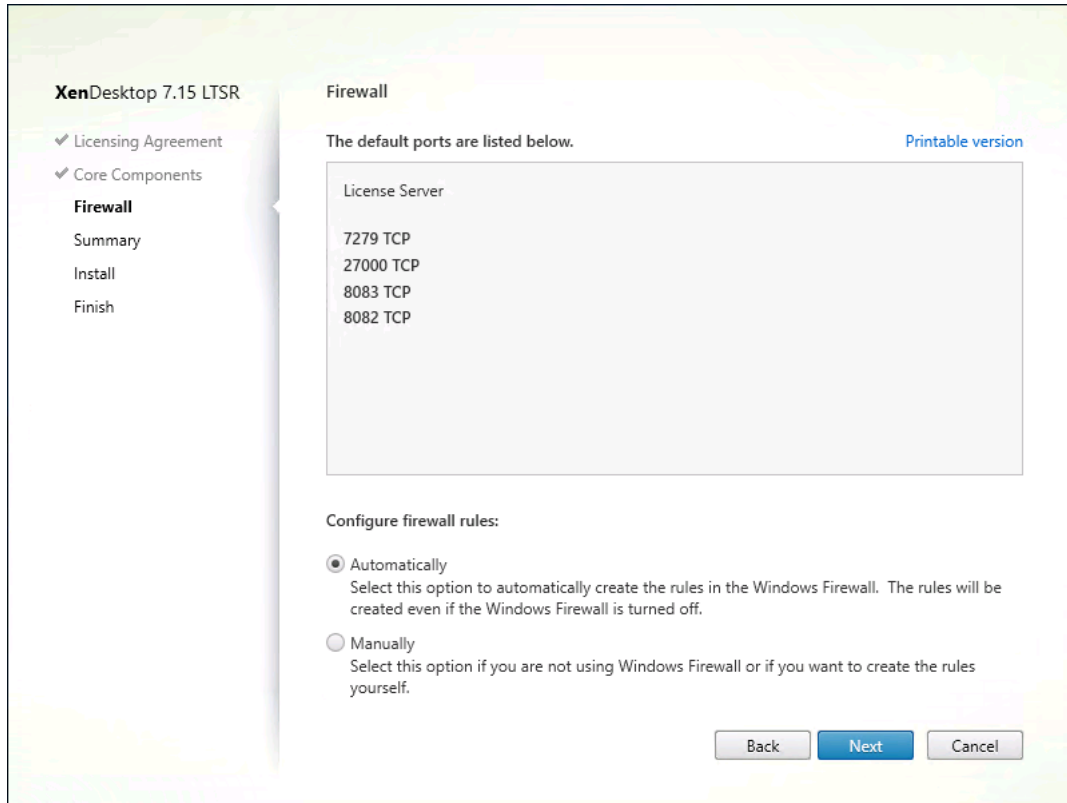 XenDesktop 7.15 LTSR
Licensing Agreement
Core Components
Firewall
Summary
Install
Finish
Firewall
The default ports are listed below.
Printable version
License Server
7279 TCP
27000 TCP
8083 TCP
8082 TCP
Configure firewall rules:
Automatically
Select this option to automatically create the rules in the Windows Firewall.  The rules will be
created even if the Windows Firewall is turned off.
Manually
Select this option if you are not using Windows Firewall or if you want to create the rules
yourself.
Back
Next
Cancel